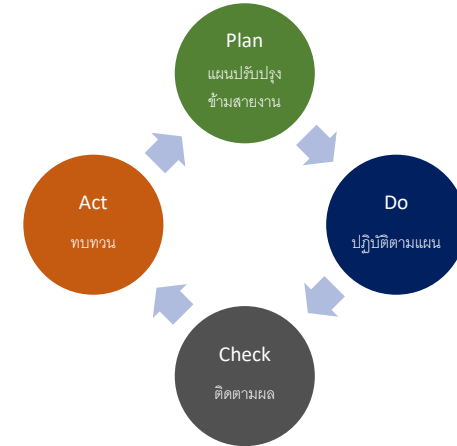 Plan
แผนปรับปรุง
ข้ามสายงาน
Do
ปฏิบัติตามแผน
Check
ติดตามผล
Act
ทบทวน